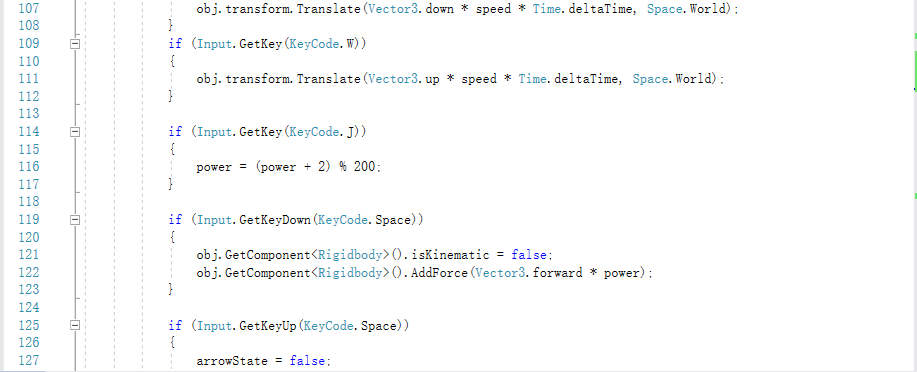 107 obj.transform.Translate(Vector3.down * speed * Time.deltaTime, Space.World);
108 }
109 if (Input.GetKey(KeyCode.W))
110 {
111 obj.transform.Translate(Vector3.up * speed * Time.deltaTime, Space.World);
112 }
113
114 if (Input.GetKey(KeyCode.J))
115 {
116 power = (power + 2) % 200;
117 }
118
119 if (Input.GetKeyDown(KeyCode.Space))
120 {
121 obj.GetComponent<Rigidbody>().isKinematic = false;
122 obj.GetComponent<Rigidbody>().AddForce(Vector3.forward * power);
123 }
124
125 if (Input.GetKeyUp(KeyCode.Space))
126 {
127 arrowState = false;